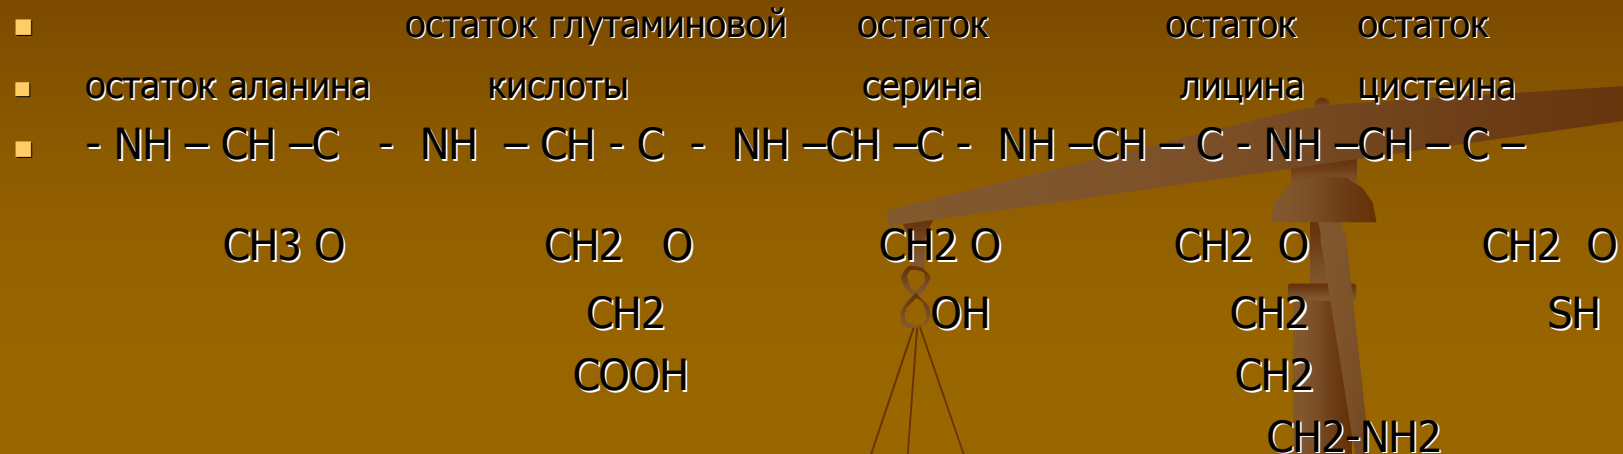 остаток глутаминовой остаток остаток остаток
остаток аланина кислоты серина лицина цистеина
- NH – CH –C - NH – CH - C - NH –CH –C - NH –CH – C - NH –CH – C –
CH3 O CH2 O CH2 O CH2 O CH2 O
CH2 OH CH2 SH
COOH CH2
CH2-NH2